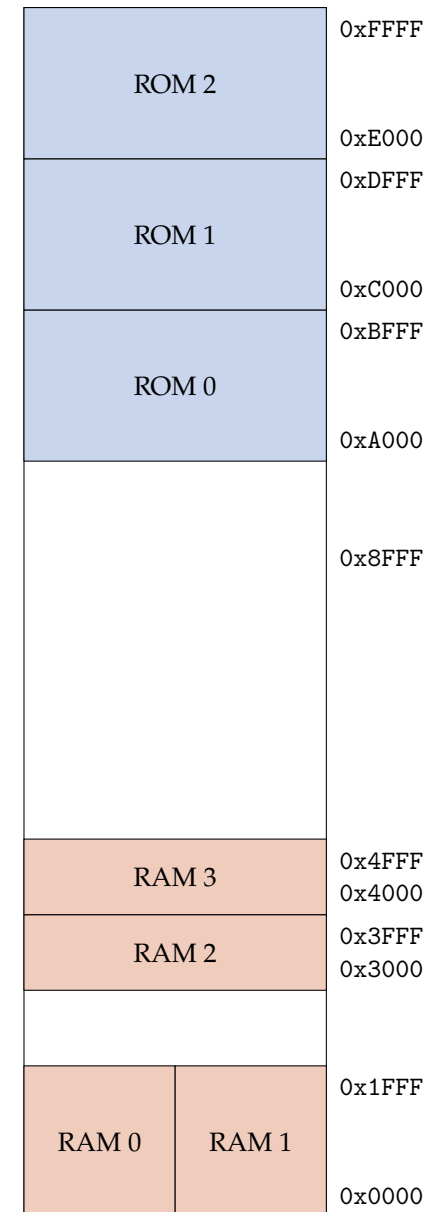 0xFFFF
ROM 2
0xE000
0xDFFF
ROM 1
0xC000
0xBFFF
ROM 0
0xA000
0x8FFF
RAM 3
0x4FFF
0x4000
RAM 2
0x3FFF
0x3000
0x1FFF
RAM 0 RAM 1
0x0000